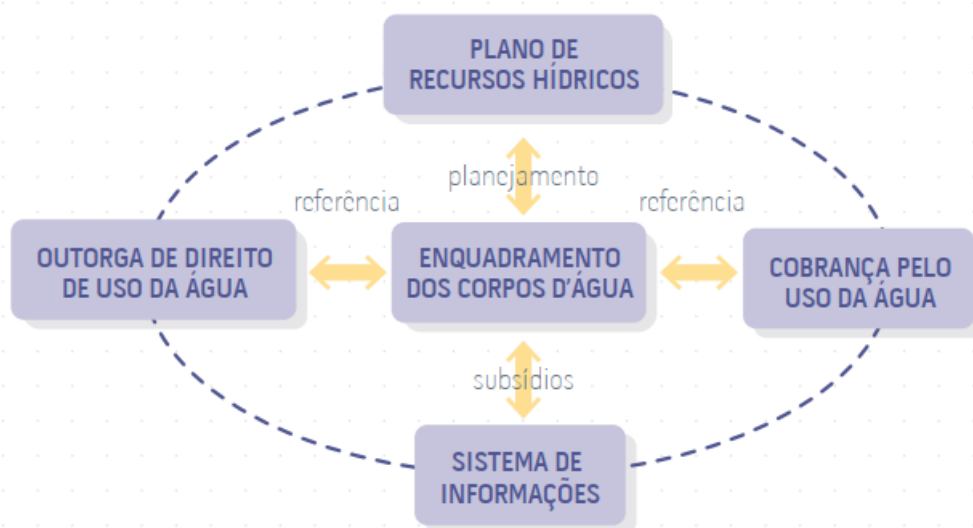 PLANO DE
RECURSOS HÍDRICOS
planejamento
referência
referência
OUTORGA DE DIREITO
DE USO DA ÁGUA
ENQUADRAMENTO
DOS CORPOS D'ÁGUA
COBRANÇA PELO
USO DA ÁGUA
subsídios
SISTEMA DE
INFORMAÇÕES